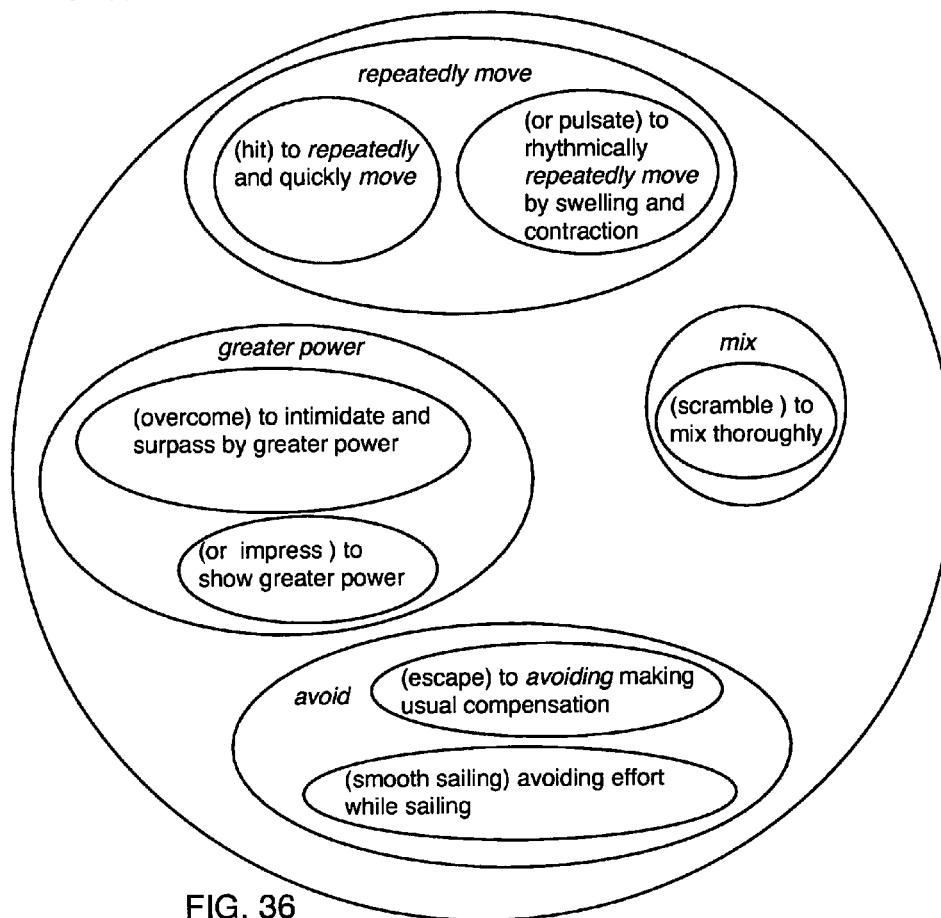 repeatedly move
(hit) to repeatedly
and quickly move
(or pulsate) to
rhythmically
repeatedly move
by swelling and
contraction
greater power
(overcome) to intimidate and
surpass by greater power
(or impress ) to
show greater power
mix
(scramble ) to
mix thoroughly
avoid
(escape) to avoiding making
usual compensation
(smooth sailing) avoiding effort
while sailing
FIG. 36